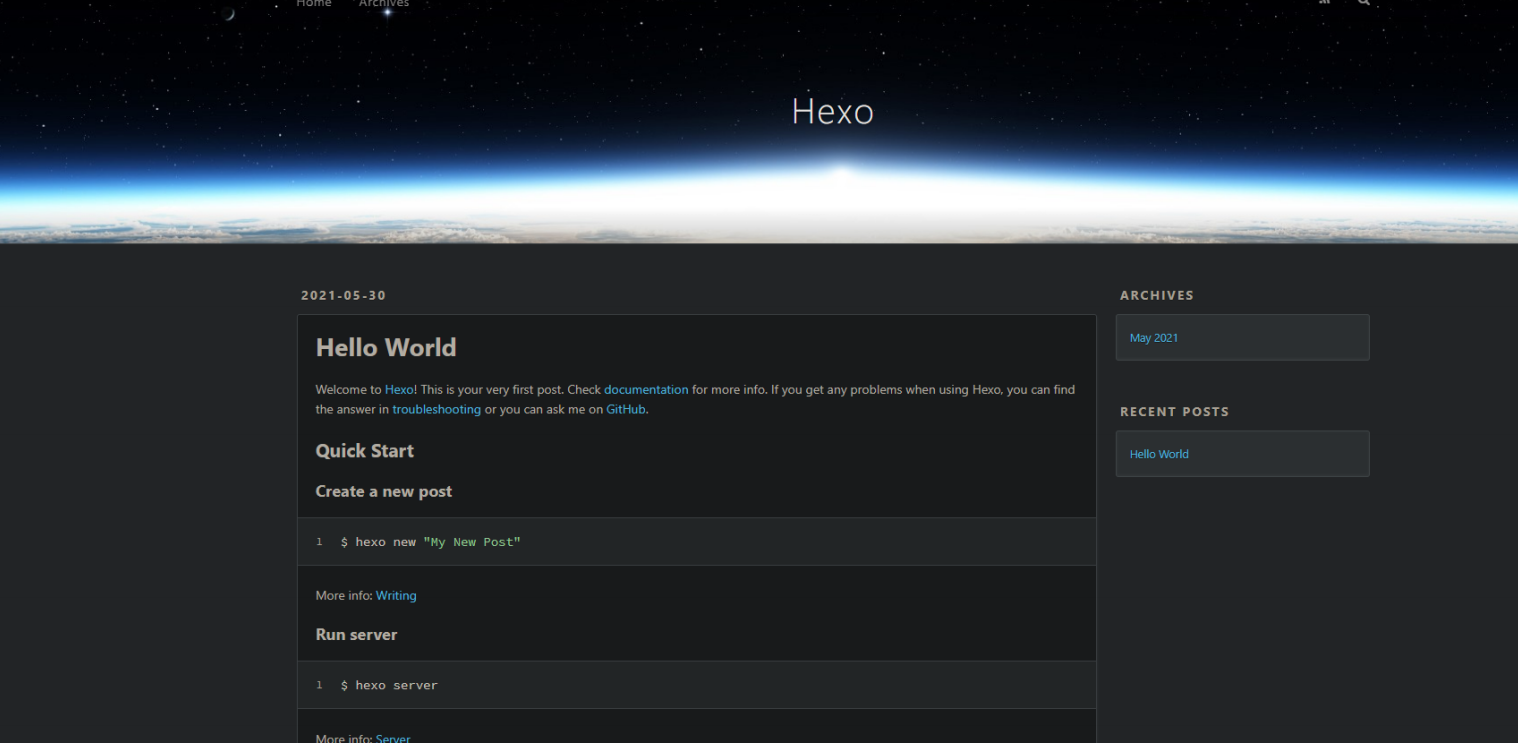 Home Archives
Hexo
2021-05-30
Hello World
Welcome to Hexo! This is your very first post. Check documentation for more info. If you get any problems when using Hexo, you can find
the answer in troubleshooting or you can ask me on GitHub.
Quick Start
Create a new post
1 $ hexo new "My New Post"
More info: Writing
Run server
1 $ hexo server
More info: Server
ARCHIVES
May 2021
RECENT POSTS
Hello World